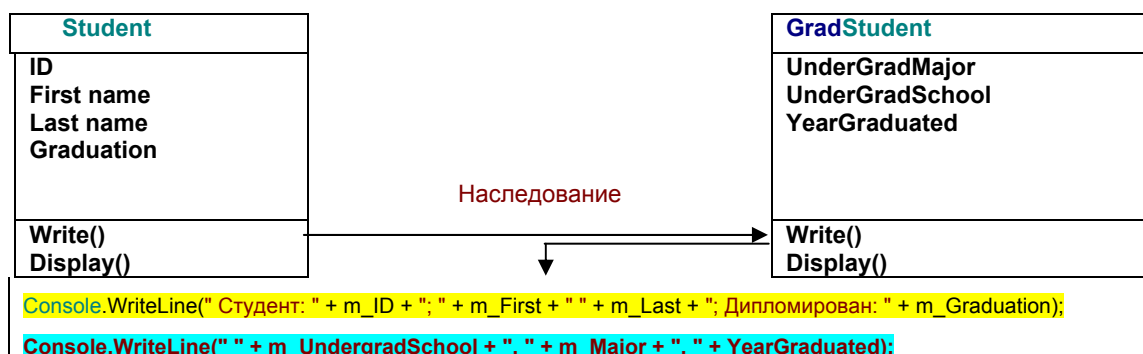 Student
ID
First name
Last name
Graduation
Write()
Display()
Наследование
GradStudent
UnderGradMajor
UnderGradSchool
YearGraduated
Write()
Display()
Console.WriteLine(" Студент: " + m_ID + "; " + m_First + " " + m_Last + "; Дипломирован: " + m_Graduation);
Console.WriteLine(" " + m_UndergradSchool + ", " + m_Major + ", " + YearGraduated);